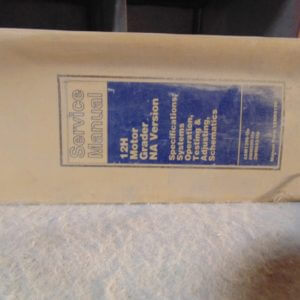 Service
Manual
12H
Motor
Grader
NA Version
Specifications,
Systems
Operation,
Testing &
Adjusting,
Schematics